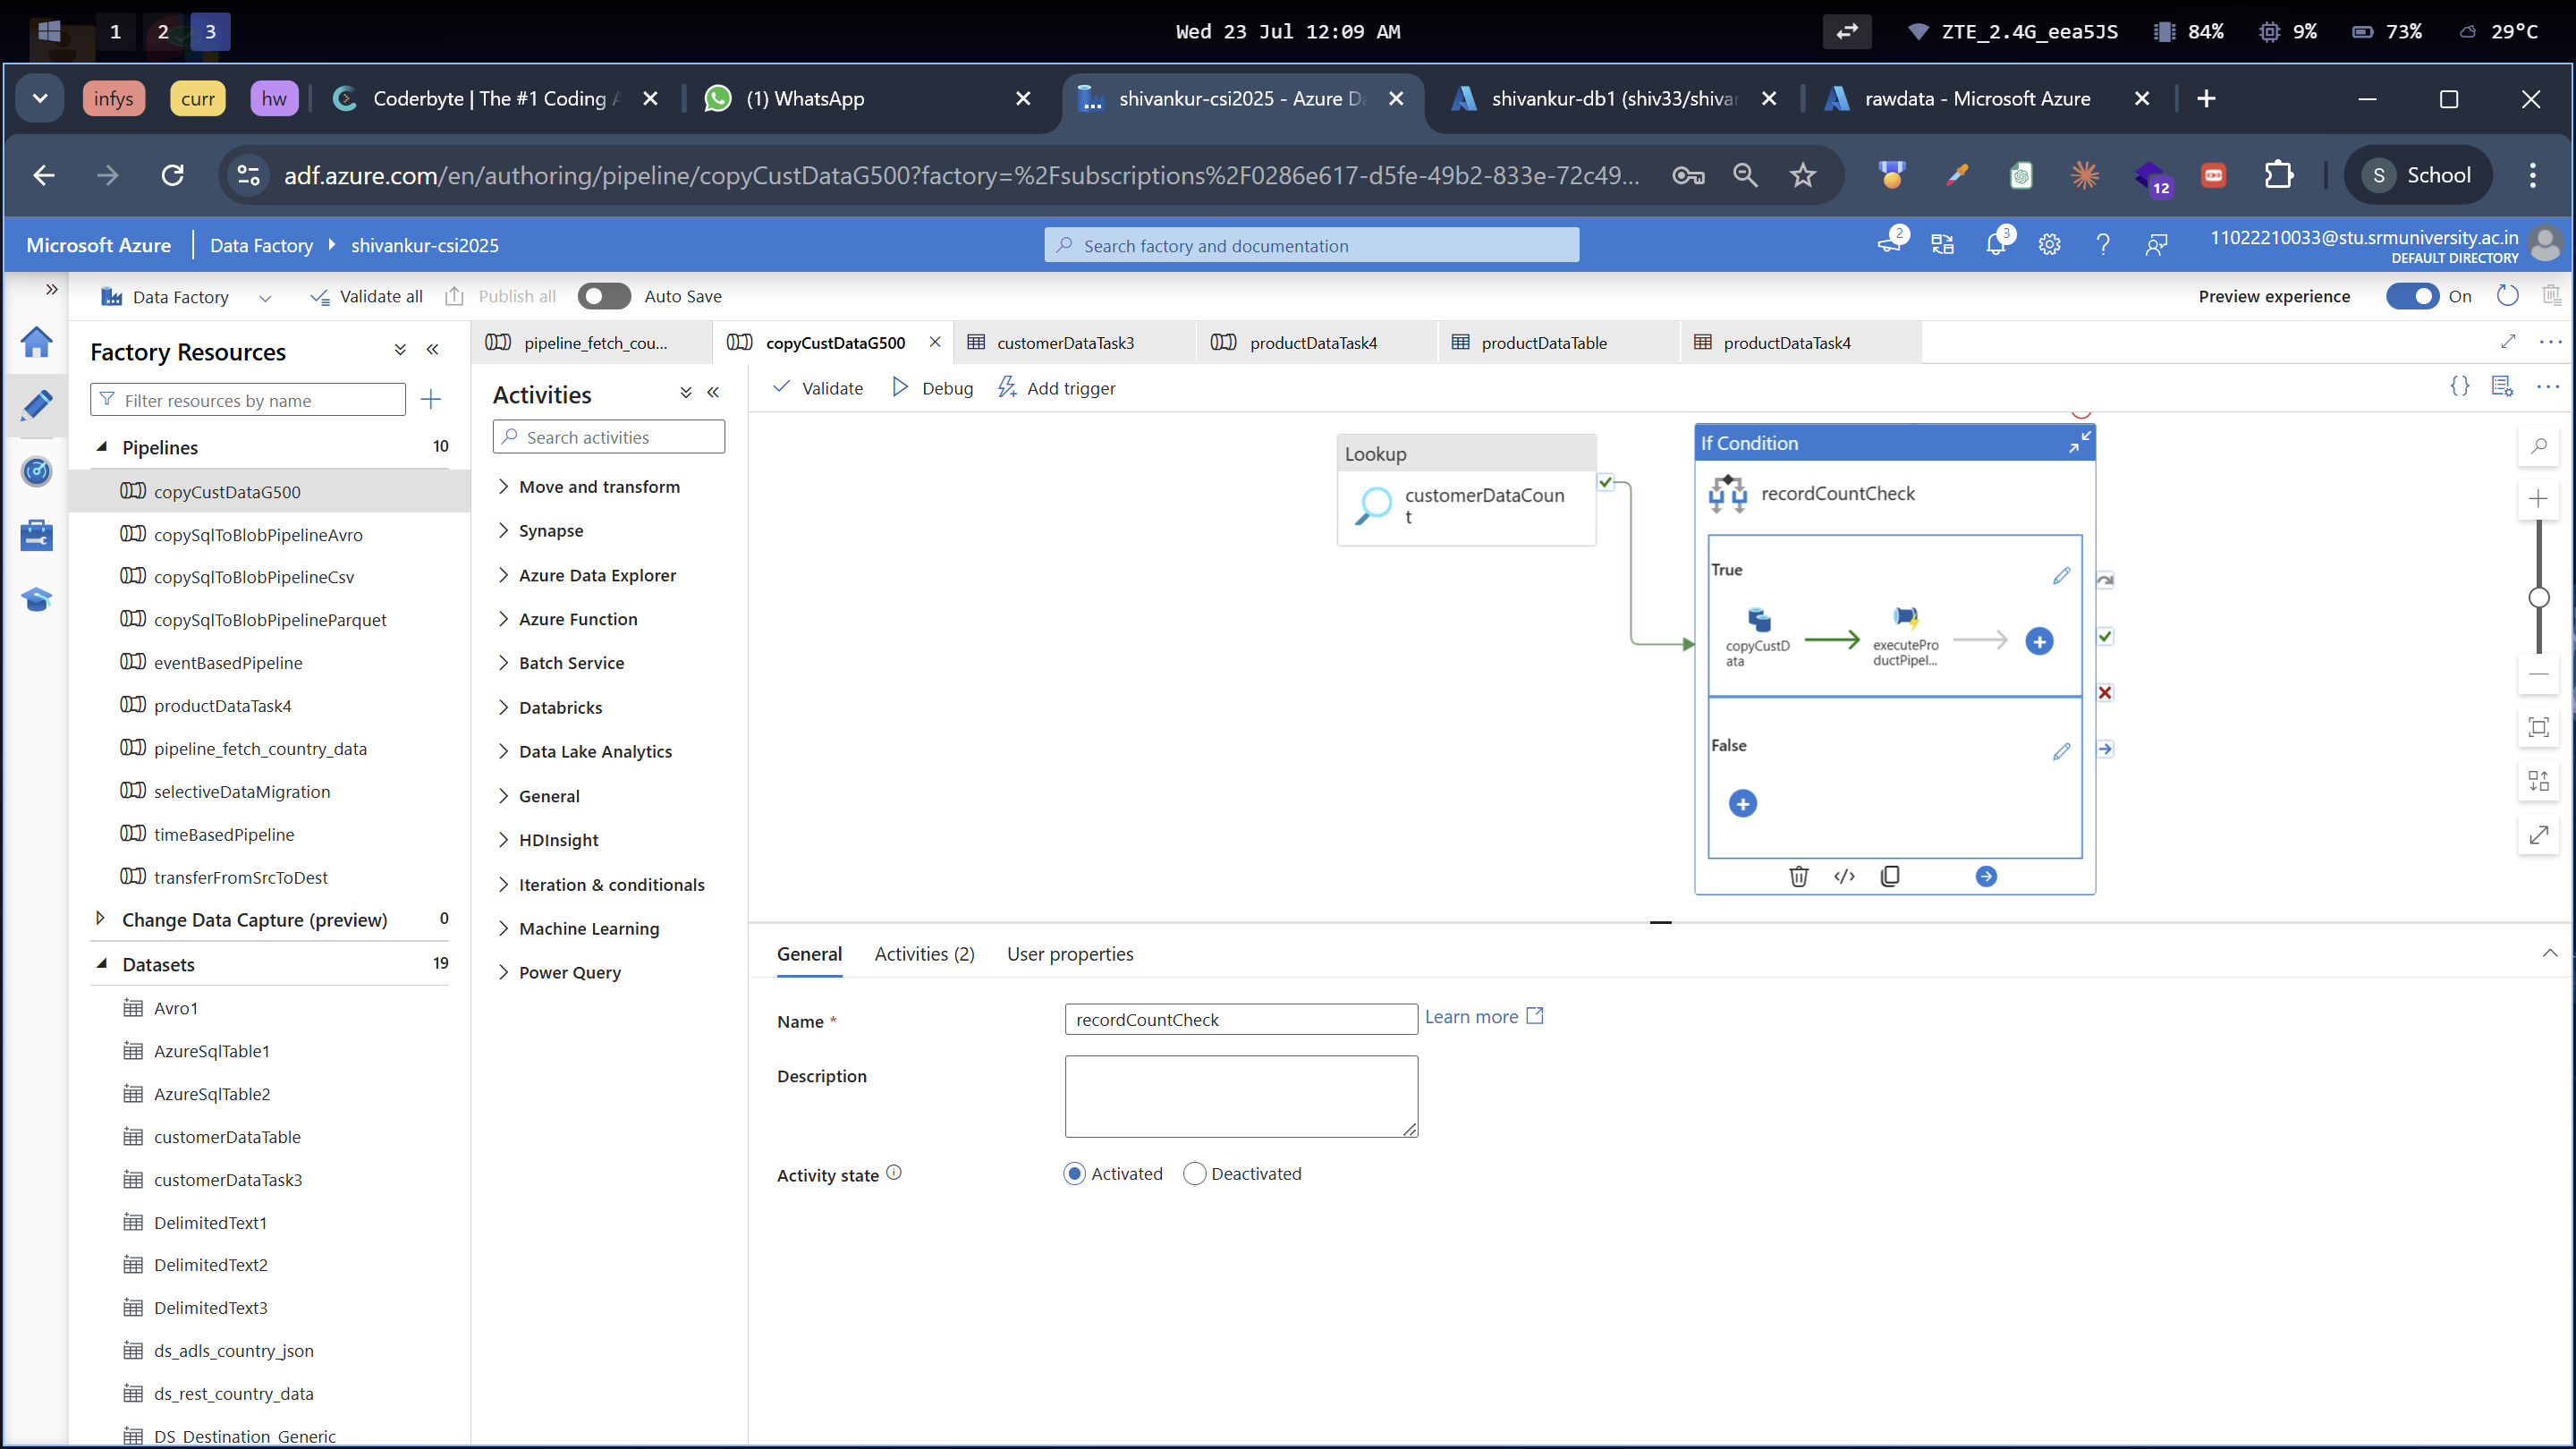 1 2 3
Wed 23 Jul 12:09 AM
ZTE_2.4G_eea5JS 84% 9% 73% 29°C
infys curr hw Coderbyte | The #1 Coding (1) WhatsApp shivankur-csi2025 - Azure Da shivankur-db1 (shiv33/shivar rawdata - Microsoft Azure
adf.azure.com/en/authoring/pipeline/copyCustDataG500?factory=%2Fsubscriptions%2F0286e617-d5fe-49b2-833e-72c49...
12
S School
Microsoft Azure Data Factory shivankur-csi2025
Search factory and documentation
2 3
11022210033@stu.srmuniversity.ac.in
DEFAULT DIRECTORY
Data Factory Validate all Publish all Auto Save
Preview experience On
Factory Resources
Filter resources by name
Pipelines 10
copyCustDataG500
copySqlToBlobPipelineAvro
copySqlToBlobPipelineCsv
copySqlToBlobPipelineParquet
eventBasedPipeline
productDataTask4
pipeline_fetch_country_data
selectiveDataMigration
timeBasedPipeline
transferFromSrcToDest
Change Data Capture (preview) 0
Datasets 19
Avro1
AzureSqlTable1
AzureSqlTable2
customerDataTable
customerDataTask3
DelimitedText1
DelimitedText2
DelimitedText3
ds_adls_country_json
ds_rest_country_data
DS_Destination_Generic
pipeline_fetch_cou... copyCustDataG500 customerDataTask3 productDataTask4 productDataTable productDataTask4
Activities
Search activities
Move and transform
Synapse
Azure Data Explorer
Azure Function
Batch Service
Databricks
Data Lake Analytics
General
HDInsight
Iteration & conditionals
Machine Learning
Power Query
Validate Debug Add trigger
Lookup
customerDataCoun
t
If Condition
recordCountCheck
True
copyCustD
ata
executePro
ductPipel...
False
General Activities (2) User properties
Name * recordCountCheck Learn more
Description
Activity state Activated Deactivated